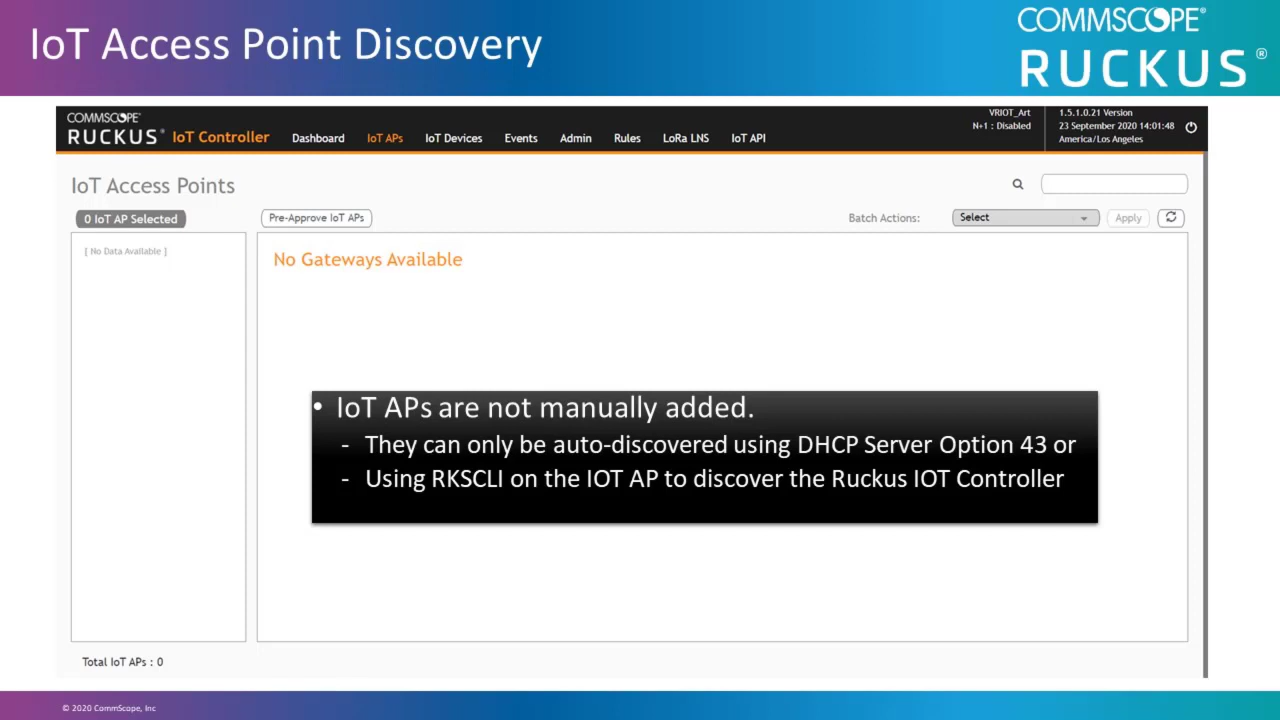 IoT Access Point Discovery
COMMSCOPE®
RUCKUS®
COMMSCOPE
RUCKUS® IoT Controller
Dashboard
IoT APs
IoT Devices
Events
Admin
Rules
LoRa LNS
IoT API
VRIOT_Art
N+1 : Disabled
1.5.1.0.21 Version
23 September 2020 14:01:48
America/Los Angeles
IoT Access Points
0 IoT AP Selected
Pre-Approve IoT APs
Batch Actions:
Select
Apply
[ No Data Available ]
No Gateways Available
• IoT APs are not manually added.
- They can only be auto-discovered using DHCP Server Option 43 or
- Using RKSCLI on the IOT AP to discover the Ruckus IOT Controller
Total IoT APs : 0
© 2020 CommScope, Inc